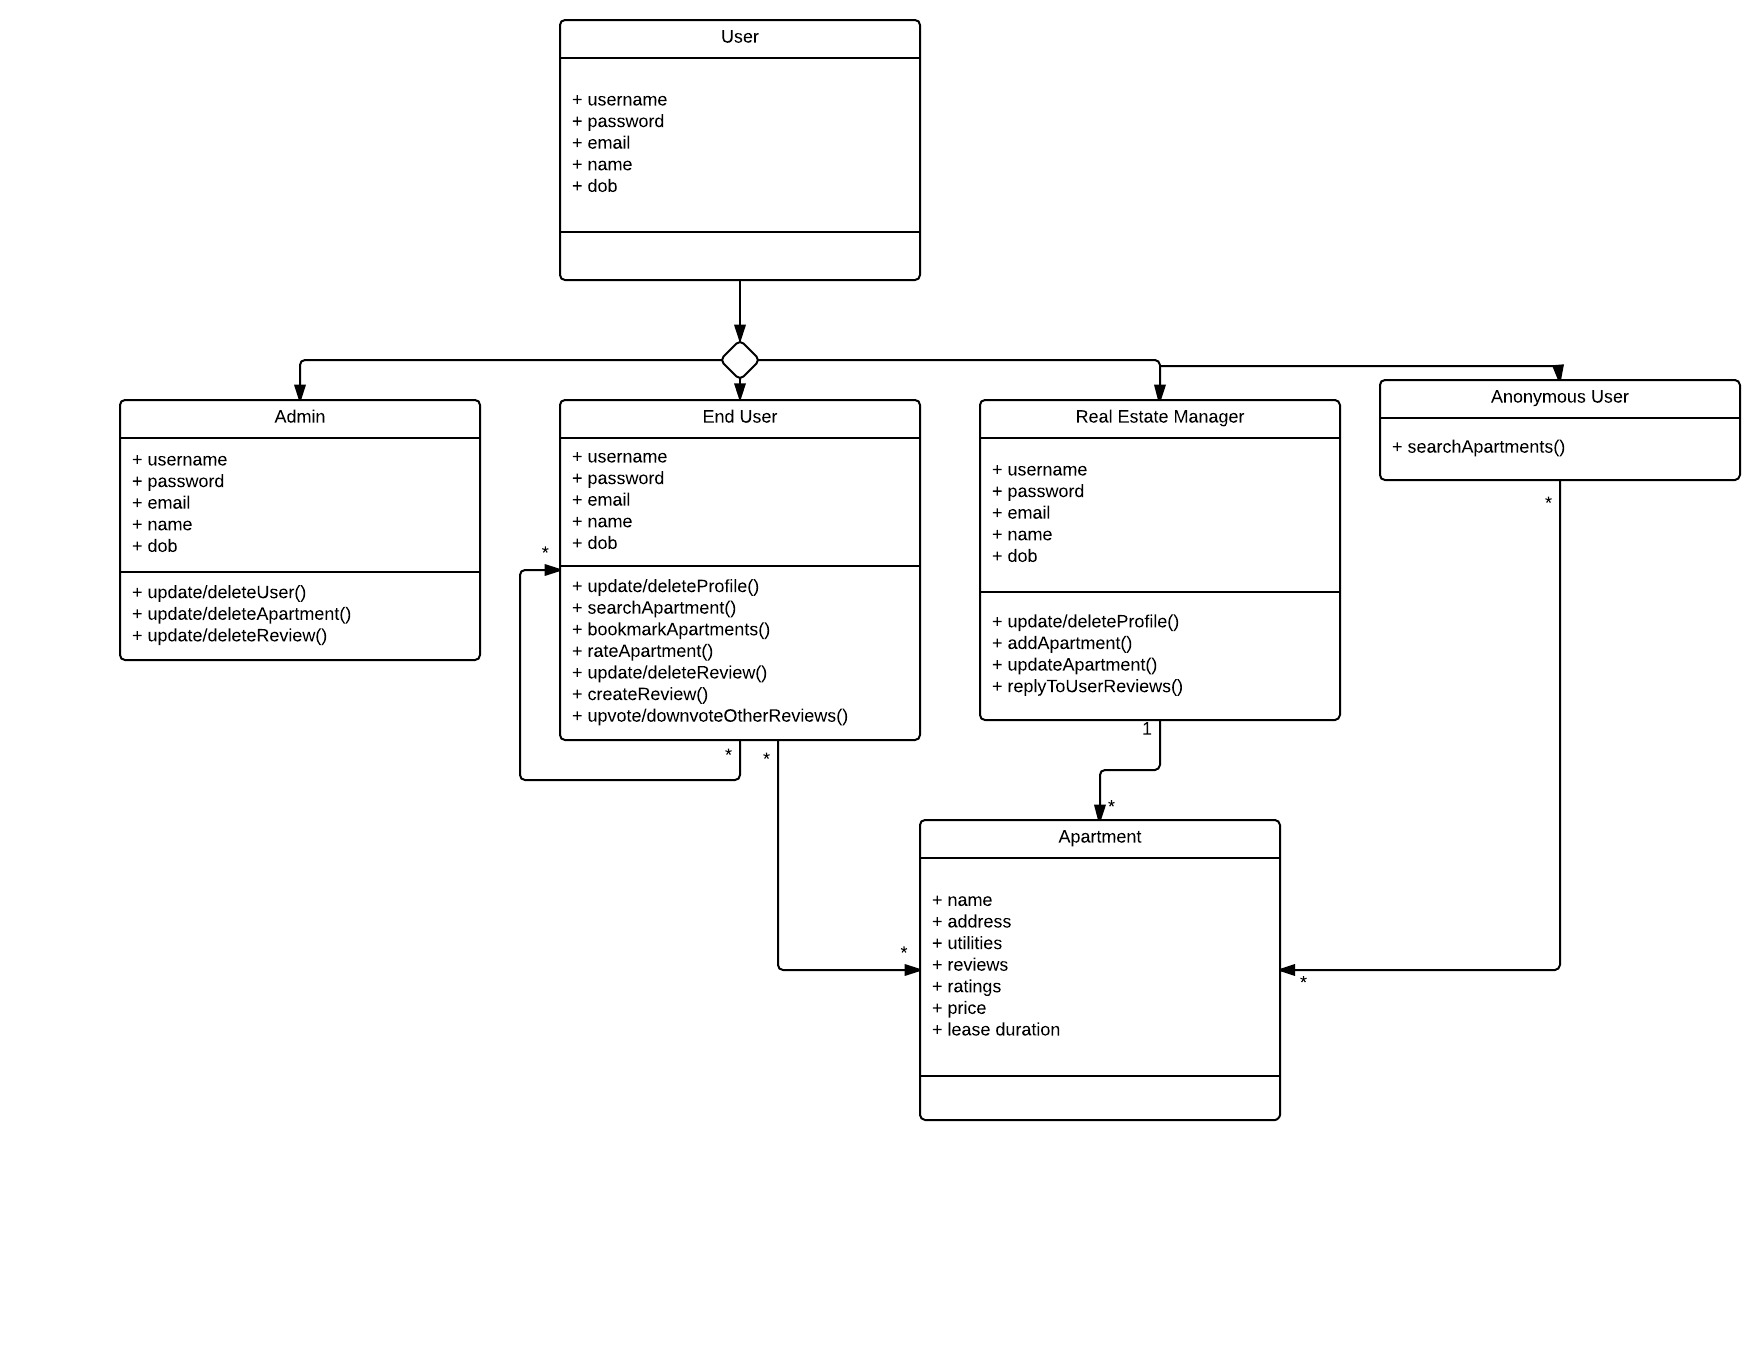 User
+ username
+ password
+ email
+ name
+ dob
Admin
+ username
+ password
+ email
+ name
+ dob
+ update/deleteUser()
+ update/deleteApartment()
+ update/deleteReview()
End User
+ username
+ password
+ email
+ name
+ dob
*
+ update/deleteProfile()
+ searchApartment()
+ bookmarkApartments()
+ rateApartment()
+ update/deleteReview()
+ createReview()
+ upvote/downvoteOtherReviews()
*
*
Real Estate Manager
+ username
+ password
+ email
+ name
+ dob
+ update/deleteProfile()
+ addApartment()
+ updateApartment()
+ replyToUserReviews()
1
*
Anonymous User
+ searchApartments()
*
Apartment
+ name
+ address
+ utilities
+ reviews
+ ratings
+ price
+ lease duration
*
*